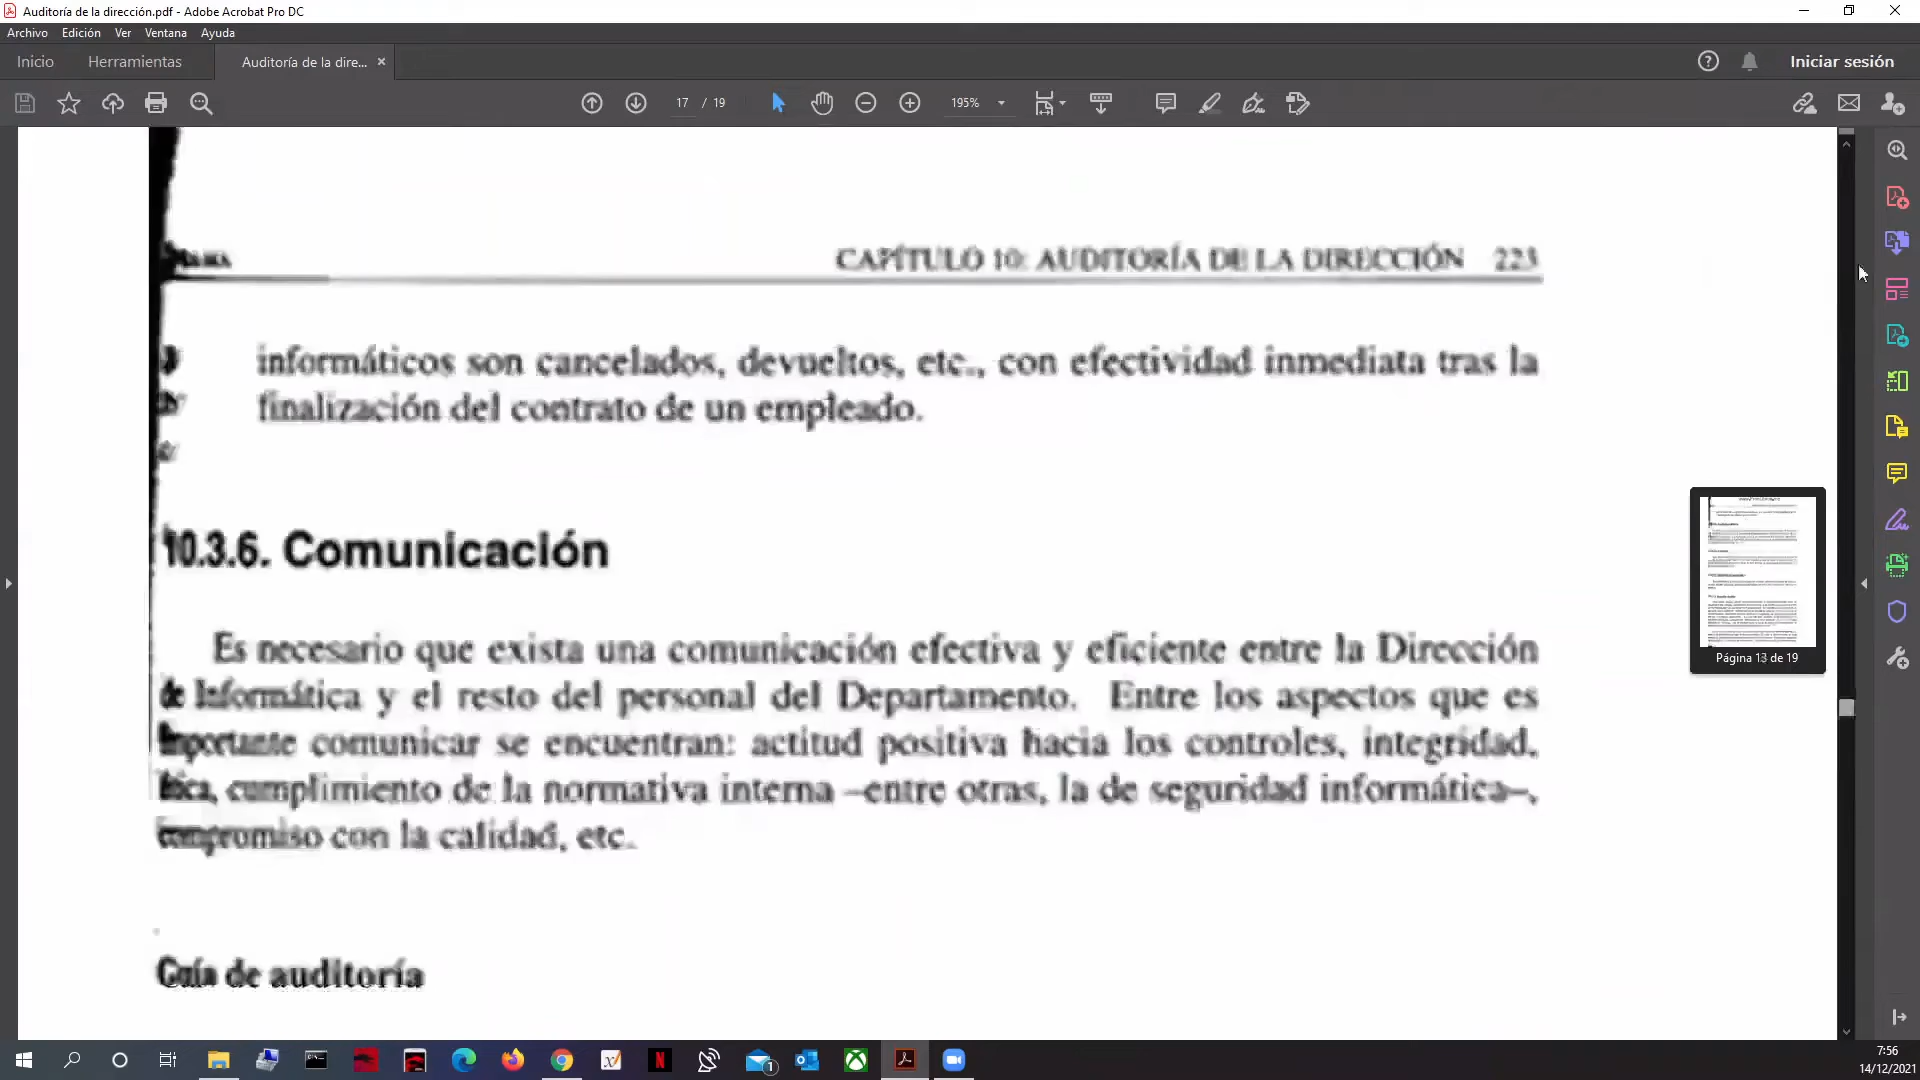 Auditoría de la dirección.pdf - Adobe Acrobat Pro DC
Archivo Edición Ver Ventana Ayuda
Inicio Herramientas Auditoría de la dire... × Iniciar sesión
17 / 19 195%
CAPÍTULO 10: AUDITORÍA DE LA DIRECCIÓN 223
informáticos son cancelados, devueltos, etc., con efectividad inmediata tras la
finalización del contrato de un empleado.
10.3.6. Comunicación
Es necesario que exista una comunicación efectiva y eficiente entre la Dirección
de Informática y el resto del personal del Departamento. Entre los aspectos que es
importante comunicar se encuentran: actitud positiva hacia los controles, integridad,
ética, cumplimiento de la normativa interna –entre otras, la de seguridad informática–,
compromiso con la calidad, etc.
Guía de auditoría
Página 13 de 19
7:56
14/12/2021